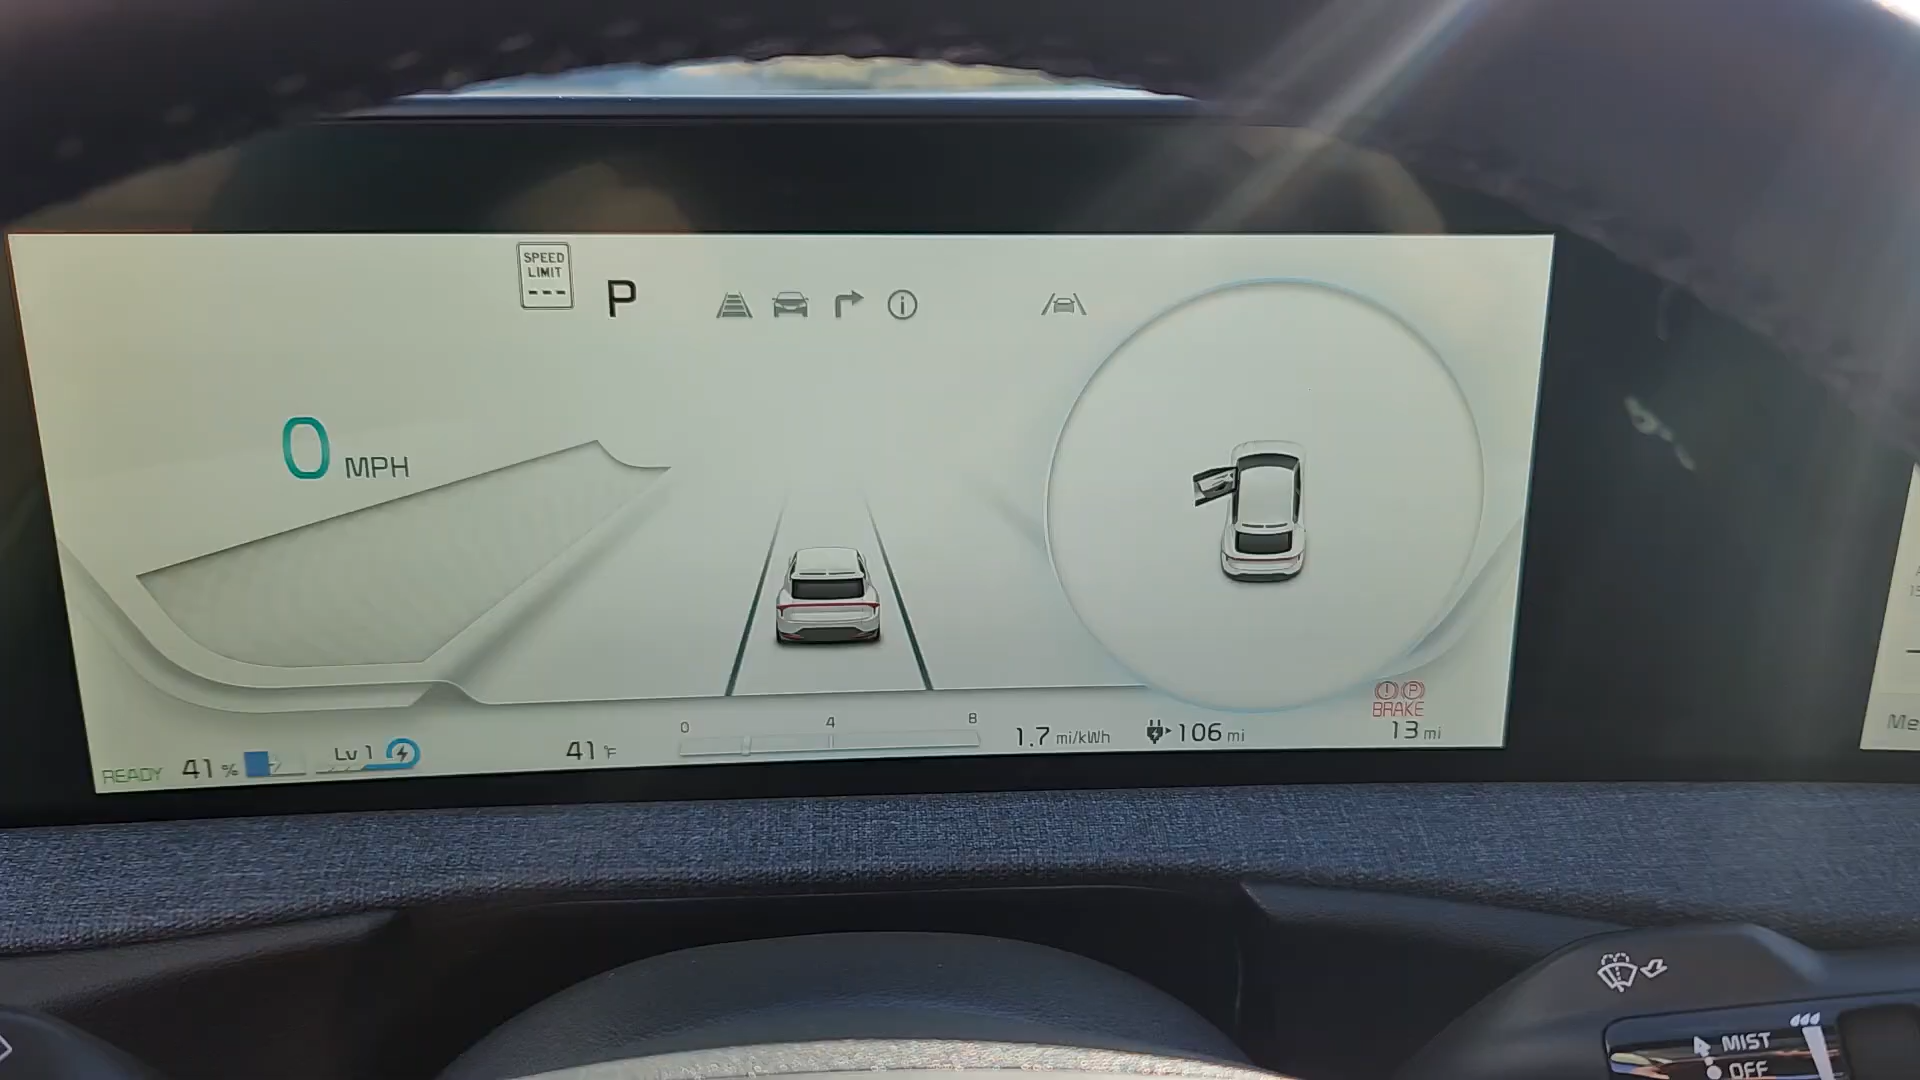 SPEED
LIMIT
---
P
0 MPH
0 4 8
BRAKE
READY 41% Lv 1 41°F 1.7 mi/kWh 106 mi 13 mi
Me
MIST
OFF